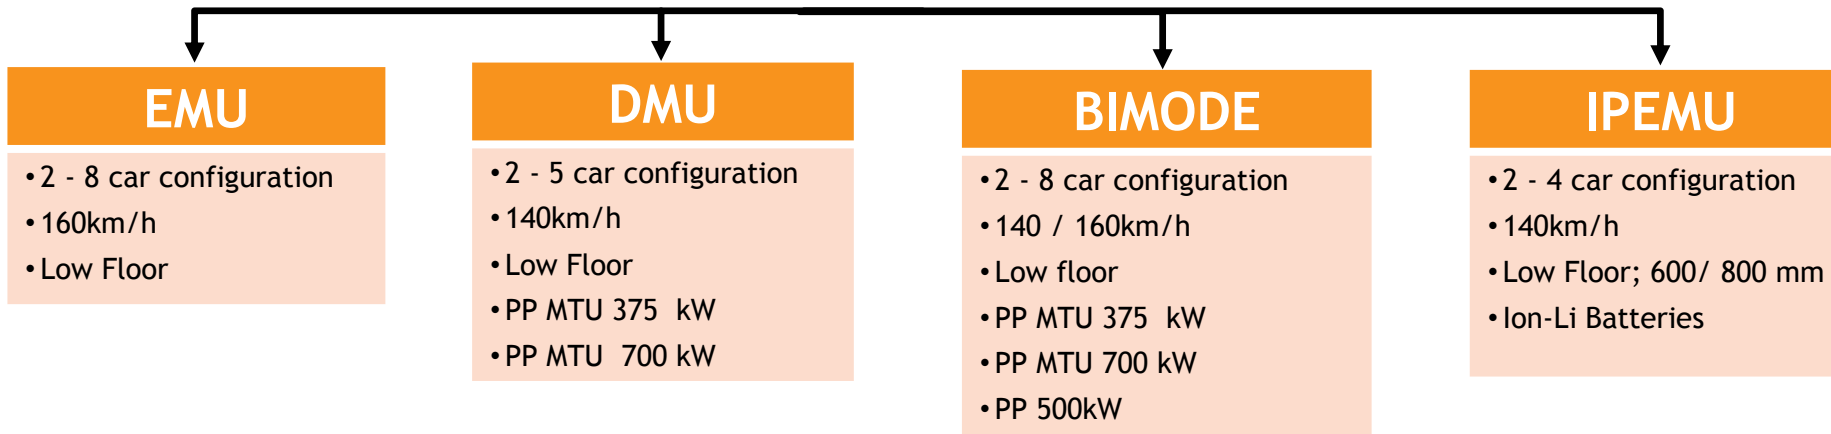 EMU
• 2 - 8 car configuration
• 160km/h
• Low Floor
DMU
• 2 - 5 car configuration
• 140km/h
• Low Floor
• PP MTU 375 kW
• PP MTU 700 kW
BIMODE
• 2 - 8 car configuration
• 140 / 160km/h
• Low floor
• PP MTU 375 kW
• PP MTU 700 kW
• PP 500kW
IPEMU
• 2 - 4 car configuration
• 140km/h
• Low Floor; 600/ 800 mm
• Ion-Li Batteries